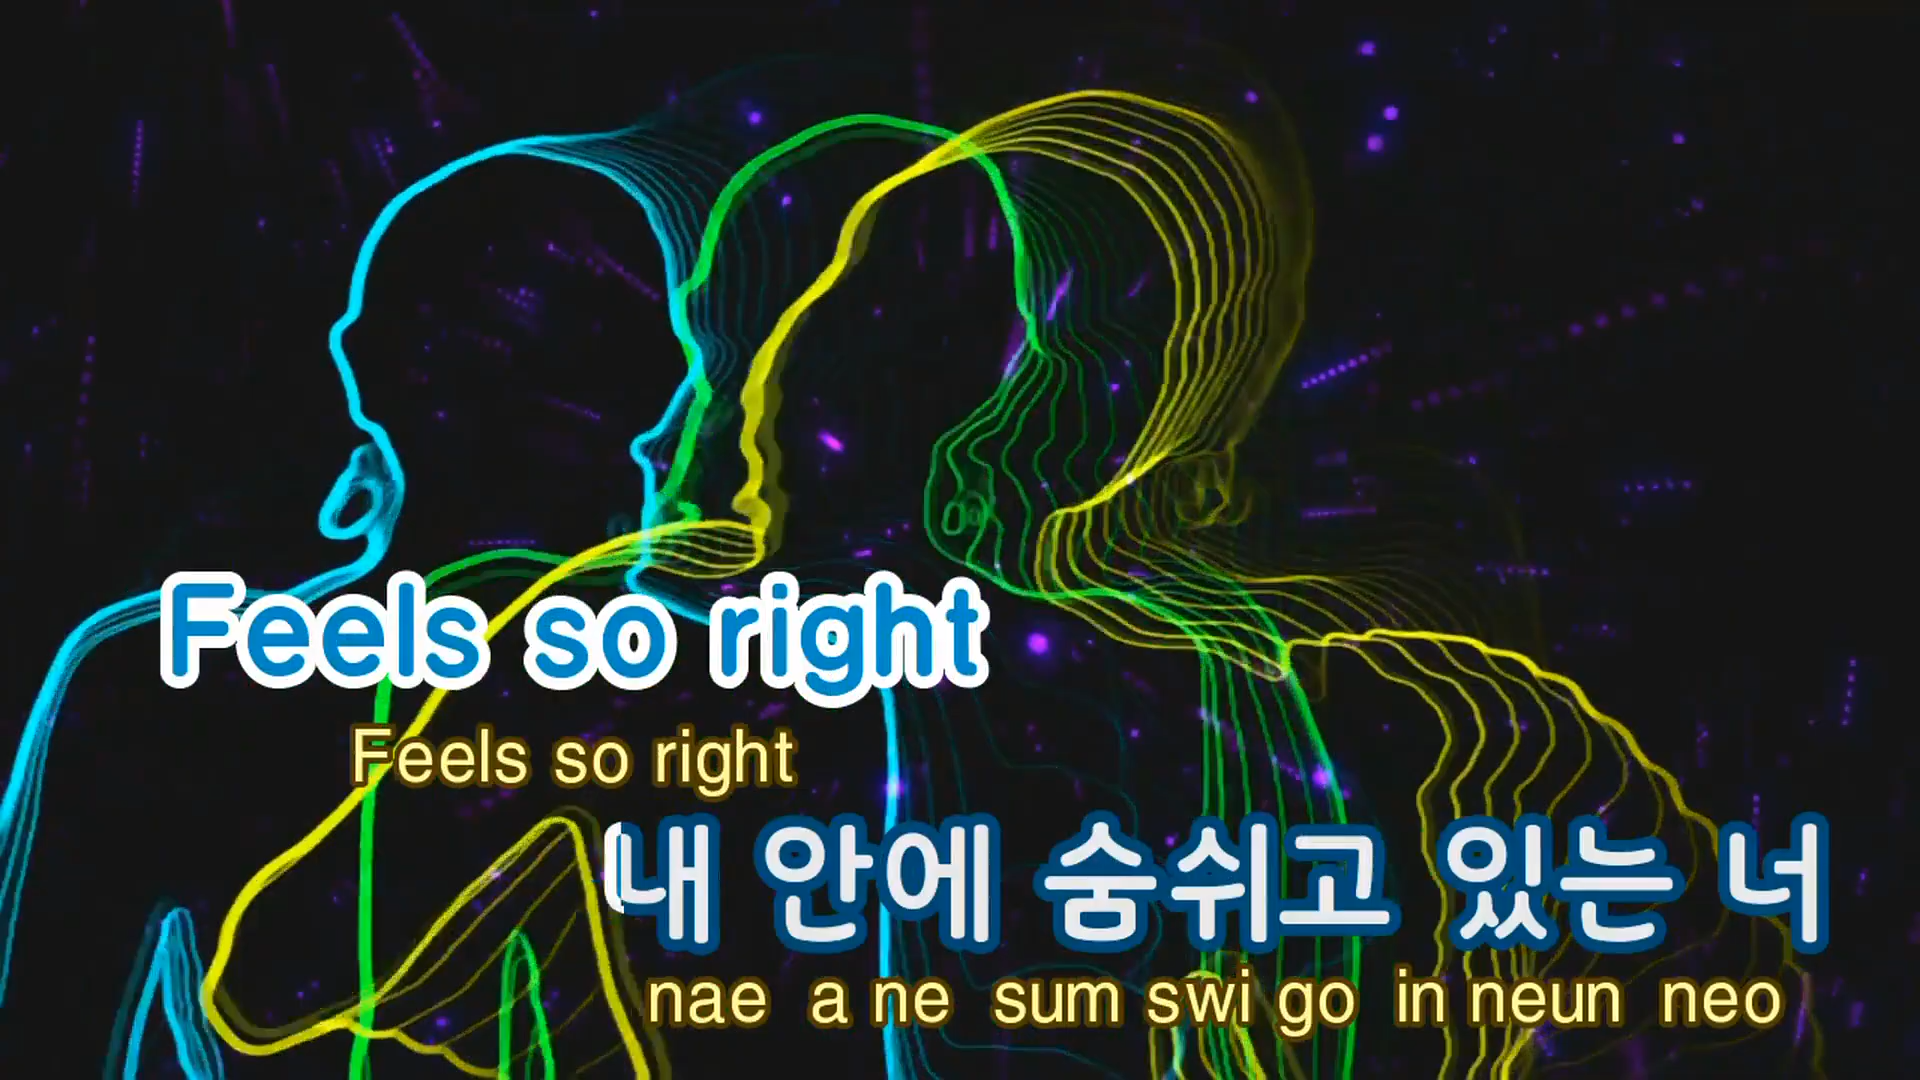 Feels so right
Feels so right
내 안에 숨쉬고 있는 너
nae a ne sum swi go in neun neo